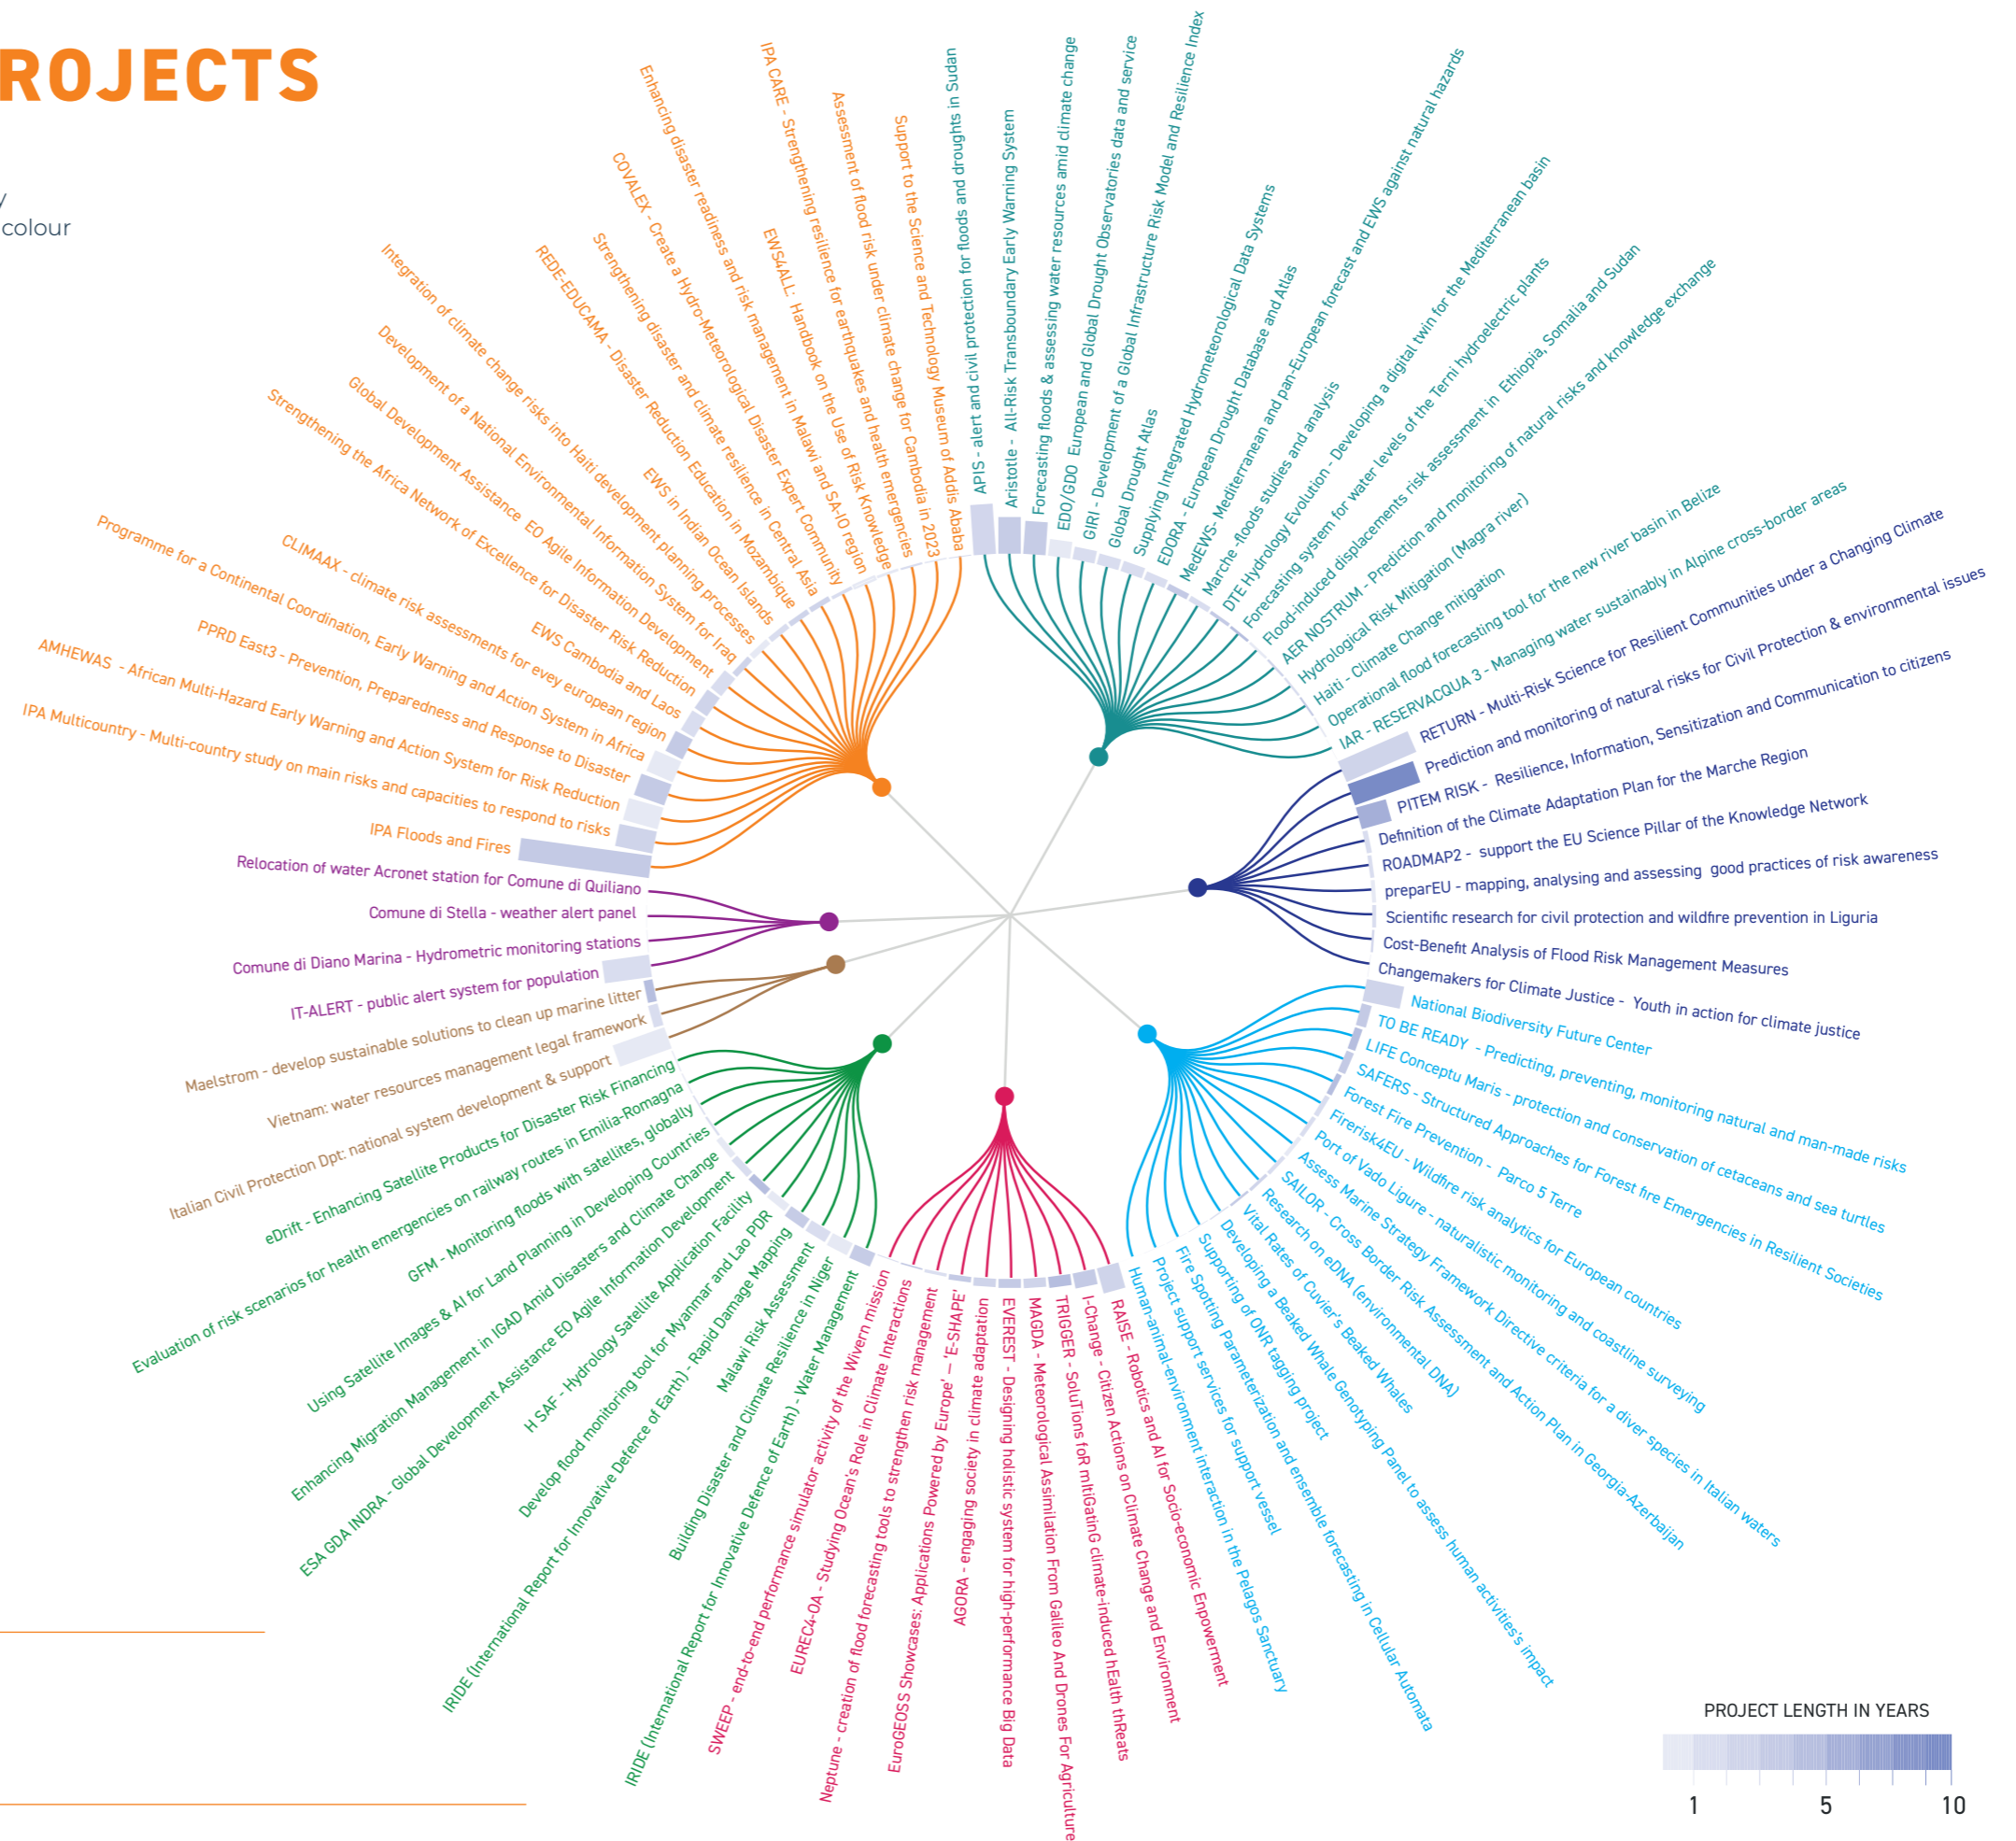 ROJECTS
y
colour
APIS - alert and civil protection for floods and droughts in Sudan
Aristotle - All-Risk Transboundary Early Warning System
Forecasting floods & assessing water resources amid climate change
EDO/GDO European and Global Drought Observatories data and service
GIRI - Development of a Global Infrastructure Risk Model and Resilience Index
Global Drought Atlas
Supplying Integrated Hydrometeorological Data Systems
EDORA - European Drought Database and Atlas
MedEWS- Mediterranean and pan-European forecast and EWS against natural hazards
Marche -floods studies and analysis
DTE Hydrology Evolution - Developing a digital twin for the Mediterranean basin
Forecasting system for water levels of the Terni hydroelectric plants
Flood-induced displacements risk assessment in Ethiopia, Somalia and Sudan
AER NOSTRUM - Prediction and monitoring of natural risks and knowledge exchange
Hydrological Risk Mitigation (Magra river)
Haiti - Climate Change mitigation
Operational flood forecasting tool for the new river basin in Belize
IAR - RESERVACQUA 3 - Managing water sustainably in Alpine cross-border areas
RETURN - Multi-Risk Science for Resilient Communities under a Changing Climate
Prediction and monitoring of natural risks for Civil Protection & environmental issues
PITEM RISK - Resilience, Information, Sensitization and Communication to citizens
Definition of the Climate Adaptation Plan for the Marche Region
ROADMAP2 - support the EU Science Pillar of the Knowledge Network
preparEU - mapping, analysing and assessing good practices of risk awareness
Scientific research for civil protection and wildfire prevention in Liguria
Cost-Benefit Analysis of Flood Risk Management Measures
Changemakers for Climate Justice - Youth in action for climate justice
National Biodiversity Future Center
TO BE READY - Predicting, preventing, monitoring natural and man-made risks
LIFE Conceptu Maris - protection and conservation of cetaceans and sea turtles
SAFERS - Structured Approaches for Forest fire Emergencies in Resilient Societies
Forest Fire Prevention - Parco 5 Terre
Firerisk4EU - Wildfire risk analytics for European countries
Port of Vado Ligure - naturalistic monitoring and coastline surveying
Assess Marine Strategy Framework Directive criteria for a diver species in Italian waters
SAILOR - Cross Border Risk Assessment and Action Plan in Georgia-Azerbaijan
Research on eDNA (environmental DNA)
Vital Rates of Cuvier's Beaked Whales
Developing a Beaked Whale Genotyping Panel to assess human activities's impact
Supporting of ONR tagging project
Fire Spotting Parameterization and ensemble forecasting in Cellular Automata
Project support services for support vessel
Human-animal-environment interaction in the Pelagos Sanctuary
RAISE - Robotics and AI for Socio-economic Enpowerment
I-Change - Citizen Actions on Climate Change and Environment
TRIGGER - SoluTions foR mItiGatinG climate-induced hEalth thReats
MAGDA - Meteorological Assimilation From Galileo And Drones For Agriculture
EVEREST - Designing holistic system for high-performance Big Data
AGORA - engaging society in climate adaptation
EuroGEOSS Showcases: Applications Powered by Europe' – 'E-SHAPE'
Neptune - creation of flood forecasting tools to strengthen risk management
EUREC4-OA - Studying Ocean's Role in Climate Interactions
SWEEP - end-to-end performance simulator activity of the Wivern mission
IRIDE (International Report for Innovative Defence of Earth) - Water Management
Building Disaster and Climate Resilience in Niger
Malawi Risk Assessment
IRIDE (International Report for Innovative Defence of Earth) - Rapid Damage Mapping
Develop flood monitoring tool for Myanmar and Lao PDR
H SAF - Hydrology Satellite Application Facility
ESA GDA INDRA - Global Development Assistance EO Agile Information Development
Enhancing Migration Management in IGAD Amid Disasters and Climate Change
Using Satellite Images & AI for Land Planning in Developing Countries
GFM - Monitoring floods with satellites, globally
Evaluation of risk scenarios for health emergencies on railway routes in Emilia-Romagna
eDrift - Enhancing Satellite Products for Disaster Risk Financing
Italian Civil Protection Dpt: national system development & support
Vietnam: water resources management legal framework
Maelstrom - develop sustainable solutions to clean up marine litter
IT-ALERT - public alert system for population
Comune di Diano Marina - Hydrometric monitoring stations
Comune di Stella - weather alert panel
Relocation of water Acronet station for Comune di Quiliano
IPA Floods and Fires
IPA Multicountry - Multi-country study on main risks and capacities to respond to risks
AMHEWAS - African Multi-Hazard Early Warning and Action System for Risk Reduction
PPRD East3 - Prevention, Preparedness and Response to Disaster
Programme for a Continental Coordination, Early Warning and Action System in Africa
CLIMAAX - climate risk assessments for evey european region
EWS Cambodia and Laos
Strengthening the Africa Network of Excellence for Disaster Risk Reduction
Global Development Assistance EO Agile Information Development
Development of a National Environmental Information System for Iraq
Integration of climate change risks into Haiti development planning processes
EWS in Indian Ocean Islands
REDE-EDUCAMA - Disaster Reduction Education in Mozambique
Strengthening disaster and climate resilience in Central Asia
COVALEX - Create a Hydro-Meteorological Disaster Expert Community
Enhancing disaster readiness and risk management in Malawi and SA-IO region
EWS4ALL: Handbook on the Use of Risk Knowledge
IPA CARE - Strengthening resilience for earthquakes and health emergencies
Assessment of flood risk under climate change for Cambodia in 2023
Support to the Science and Technology Museum of Addis Ababa
PROJECT LENGTH IN YEARS
1 5 10